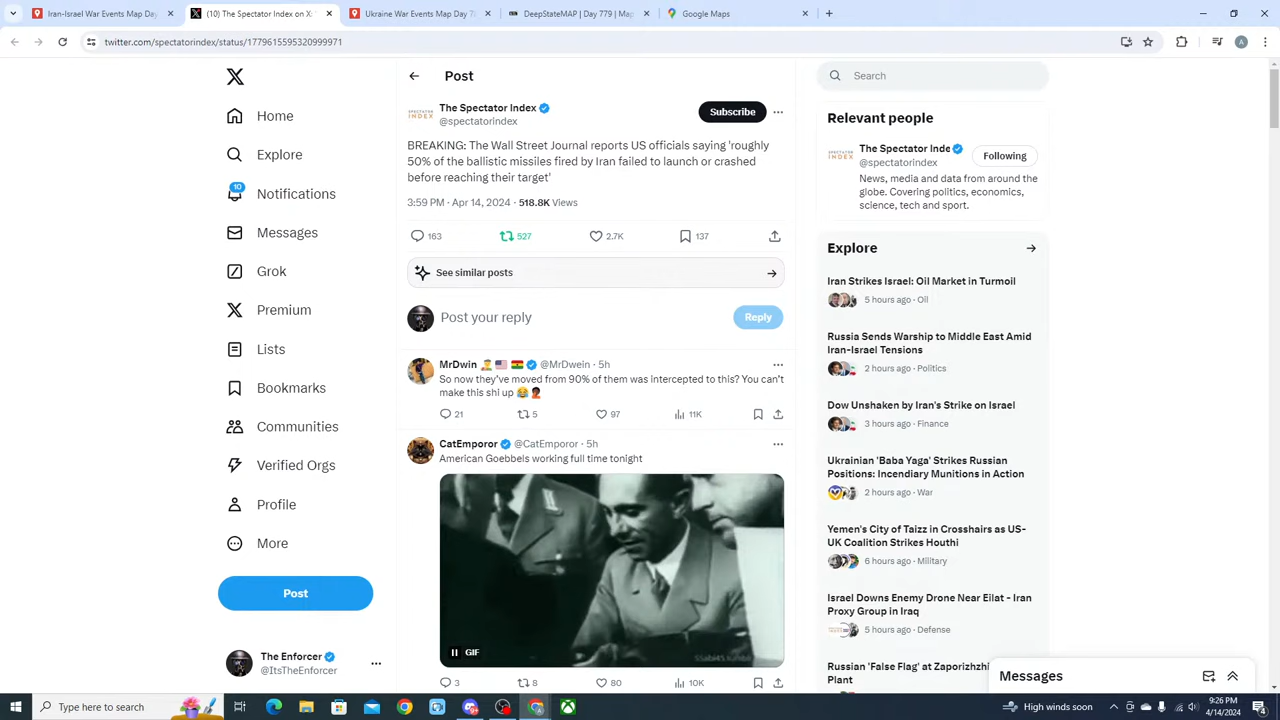 Iran-Israel War Events Map Day
(10) The Spectator Index on X:
Ukraine War Events Map Day 7
DeepStateMAP | Day 779 | Map
Google Maps
twitter.com/spectatorindex/status/1779615595320999971
Home
Explore
10
Notifications
Messages
Grok
Premium
Lists
Bookmarks
Communities
Verified Orgs
Profile
More
Post
The Enforcer
@ItsTheEnforcer
Post
SPECTATOR
INDEX
The Spectator Index
@spectatorindex
Subscribe
BREAKING: The Wall Street Journal reports US officials saying 'roughly
50% of the ballistic missiles fired by Iran failed to launch or crashed
before reaching their target'
3:59 PM · Apr 14, 2024 · 518.8K Views
163 527 2.7K 137
See similar posts
Post your reply
Reply
MrDwin @MrDwein · 5h
So now they've moved from 90% of them was intercepted to this? You can't
make this shi up
21 5 97 11K
CatEmporor @CatEmporor · 5h
American Goebbels working full time tonight
GIF
3 8 80 10K
Search
Relevant people
SPECTATOR
INDEX
The Spectator Inde
@spectatorindex
Following
News, media and data from around the
globe. Covering politics, economics,
science, tech and sport.
Explore
Iran Strikes Israel: Oil Market in Turmoil
5 hours ago · Oil
Russia Sends Warship to Middle East Amid
Iran-Israel Tensions
2 hours ago · Politics
Dow Unshaken by Iran's Strike on Israel
3 hours ago · Finance
Ukrainian 'Baba Yaga' Strikes Russian
Positions: Incendiary Munitions in Action
2 hours ago · War
Yemen's City of Taizz in Crosshairs as US-
UK Coalition Strikes Houthi
6 hours ago · Military
Israel Downs Enemy Drone Near Eilat - Iran
Proxy Group in Iraq
5 hours ago · Defense
Russian 'False Flag' at Zaporizhzhi
Plant
Messages
Type here to search
High winds soon
9:26 PM
4/14/2024